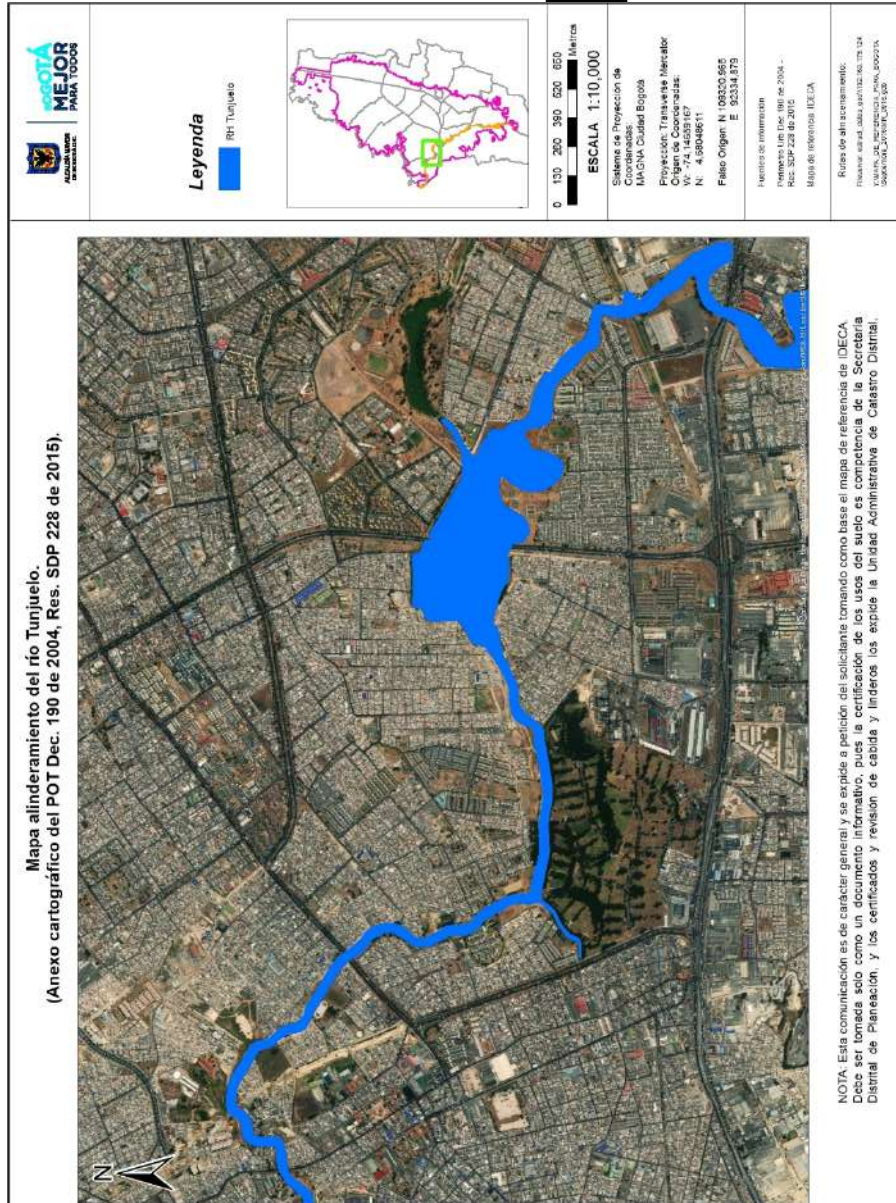 Mapa alinderamiento del río Tunjuelo.
(Anexo cartográfico del POT Dec. 190 de 2004, Res. SDP 228 de 2015).
N
ALCALDÍA MAYOR
DE BOGOTÁ D.C.
BOGOTÁ
MEJOR
PARA TODOS
Leyenda
RH Tunjuelo
0 130 260 390 520 650
Metros
ESCALA 1:10,000
Sistema de Proyección de
Coordenadas:
MAGNA Ciudad Bogotá
Proyección: Transverse Mercator
Origen de Coordenadas:
W: -74,14659167
N: 4,68048611
Falso Origen: N 109320,965
E 92334,879
Fuentes de información
Perímetro Urb. Dec. 190 de 2004 -
Res. SDP 228 de 2015
Mapa de referencia IDECA
Rutas de almacenamiento:
NOTA: Esta comunicación es de carácter general y se expide a petición del solicitante tomando como base el mapa de referencia de IDECA.
Debe ser tomada solo como un documento informativo, pues la certificación de los usos del suelo es competencia de la Secretaría
Distrital de Planeación, y los certificados y revisión de cabida y linderos los expide la Unidad Administrativa de Catastro Distrital.